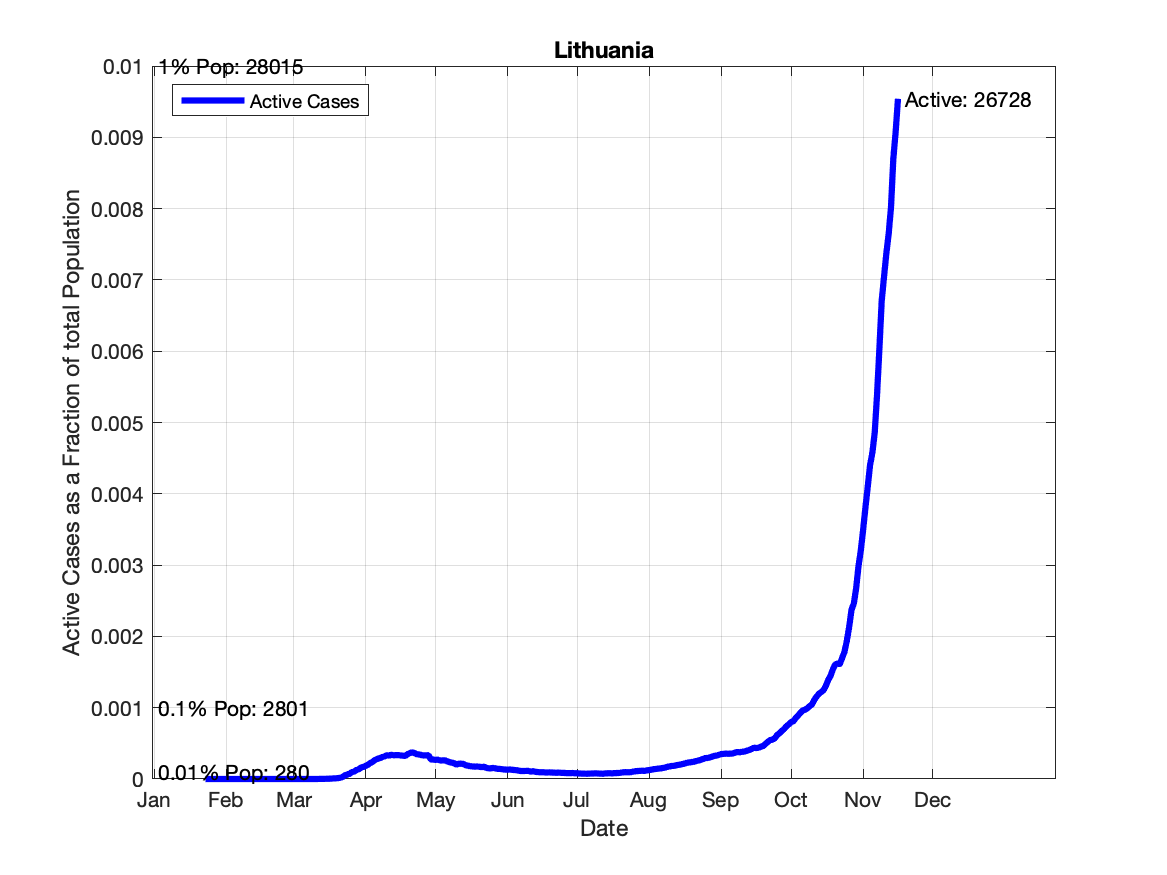 Lithuania
0.01
1% Pop: 28015
Active Cases
Active: 26728
0.009
0.008
0.007
0.006
0.005
0.004
0.003
0.002
0.001
0.1% Pop: 2801
0
0.01% Pop: 280
Active Cases as a Fraction of total Population
Jan Feb Mar Apr May Jun Jul Aug Sep Oct Nov Dec
Date